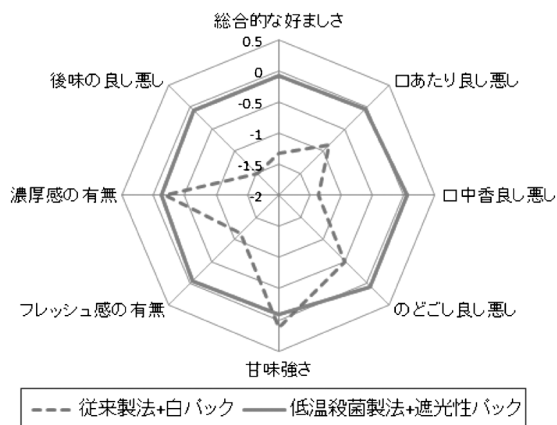 総合的な好ましさ
0.5
0
-0.5
-1
-1.5
-2
後味の良し悪し
口あたり良し悪し
濃厚感の有無
口中香良し悪し
フレッシュ感の有無
のどごし良し悪し
甘味強さ
従来製法+白パック
低温殺菌製法+遮光性パック